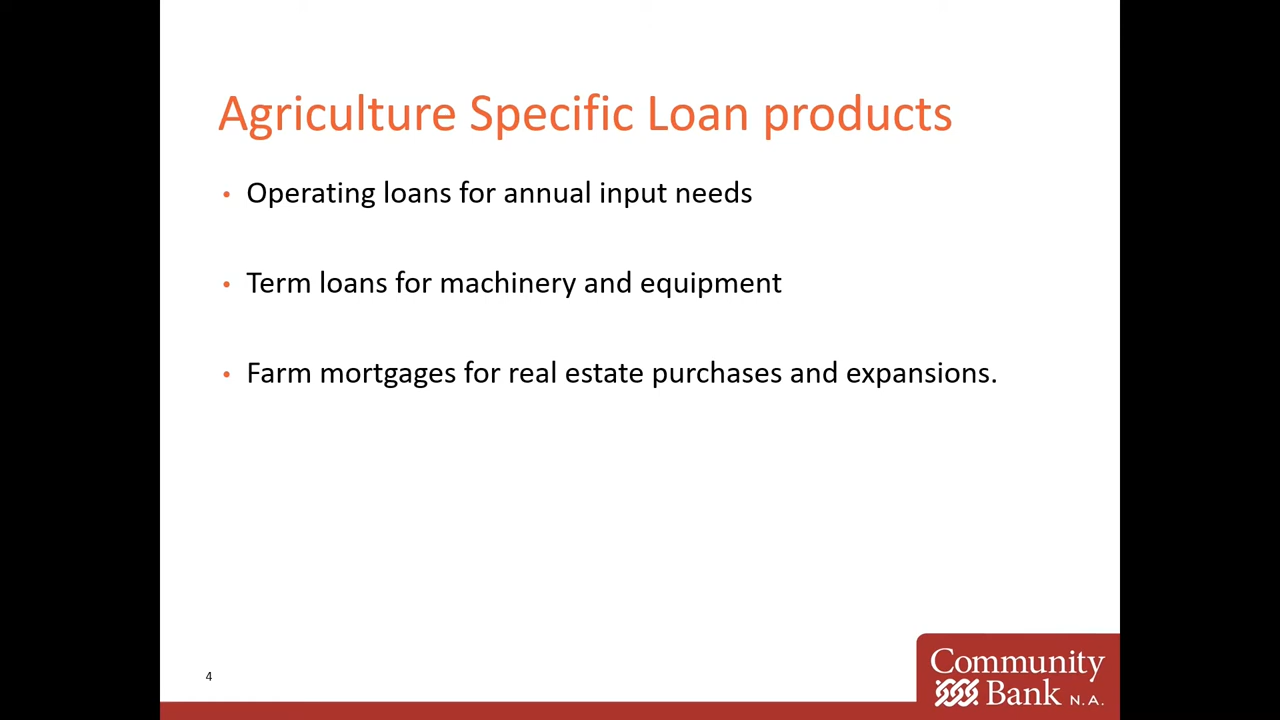 Agriculture Specific Loan products
• Operating loans for annual input needs
• Term loans for machinery and equipment
• Farm mortgages for real estate purchases and expansions.
4
Community
Bank N.A.